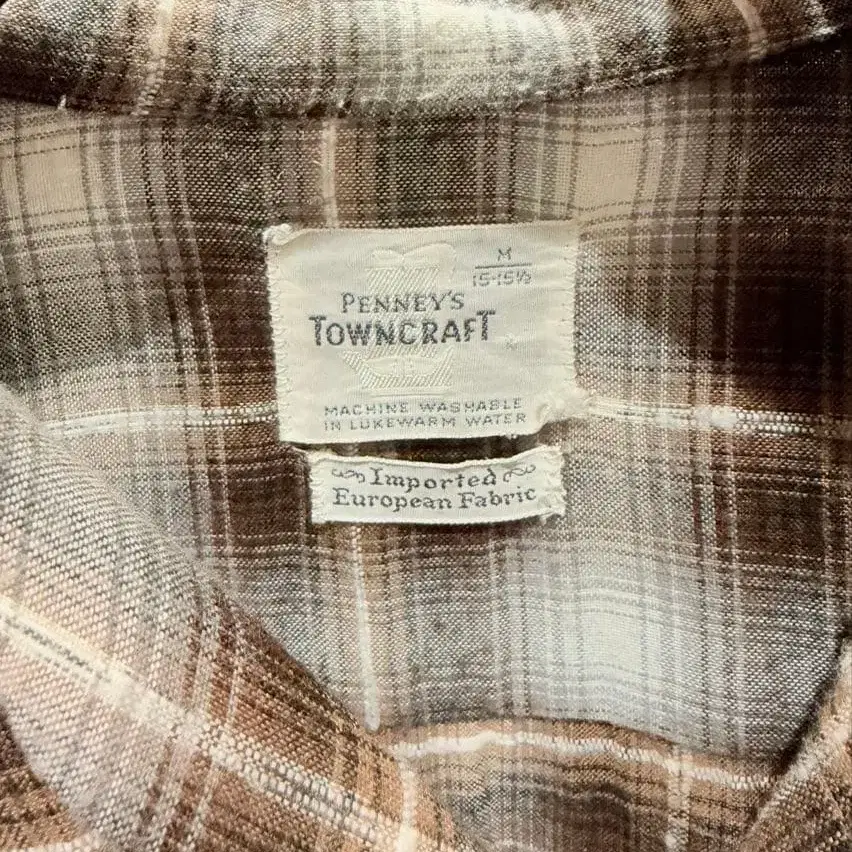 M
15-15½
PENNEY'S
TOWNCRAFT
MACHINE WASHABLE
IN LUKEWARM WATER
Imported
European Fabric